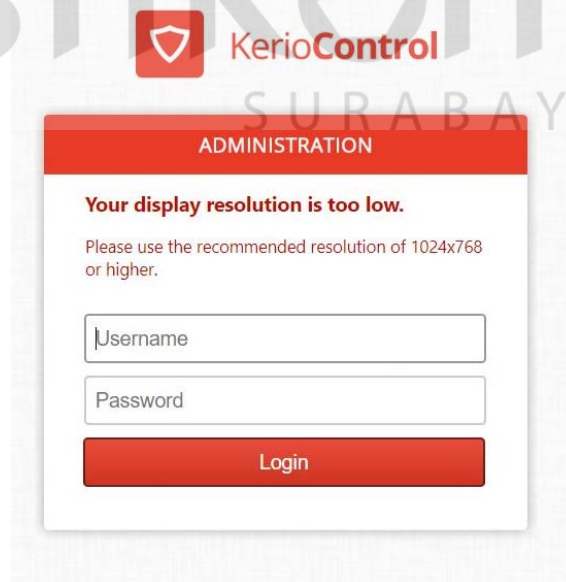 KerioControl
SURABAY
ADMINISTRATION
Your display resolution is too low.
Please use the recommended resolution of 1024x768
or higher.
Username
Password
Login